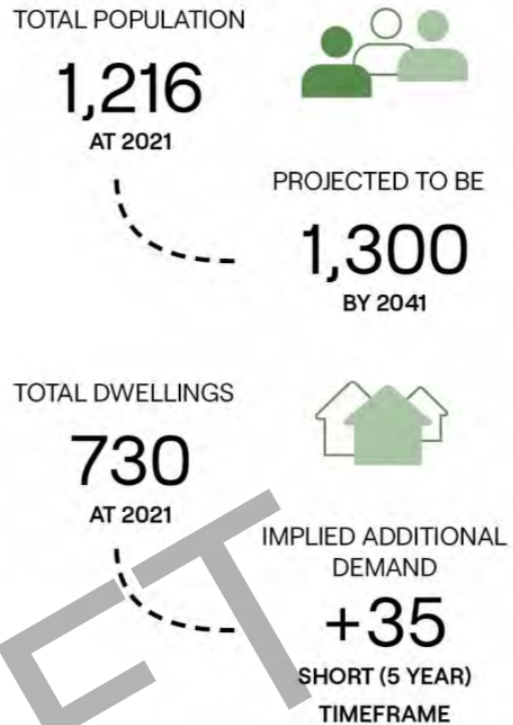 TOTAL POPULATION
1,216
AT 2021
PROJECTED TO BE
1,300
BY 2041
TOTAL DWELLINGS
730
AT 2021
IMPLIED ADDITIONAL
DEMAND
+35
SHORT (5 YEAR)
TIMEFRAME